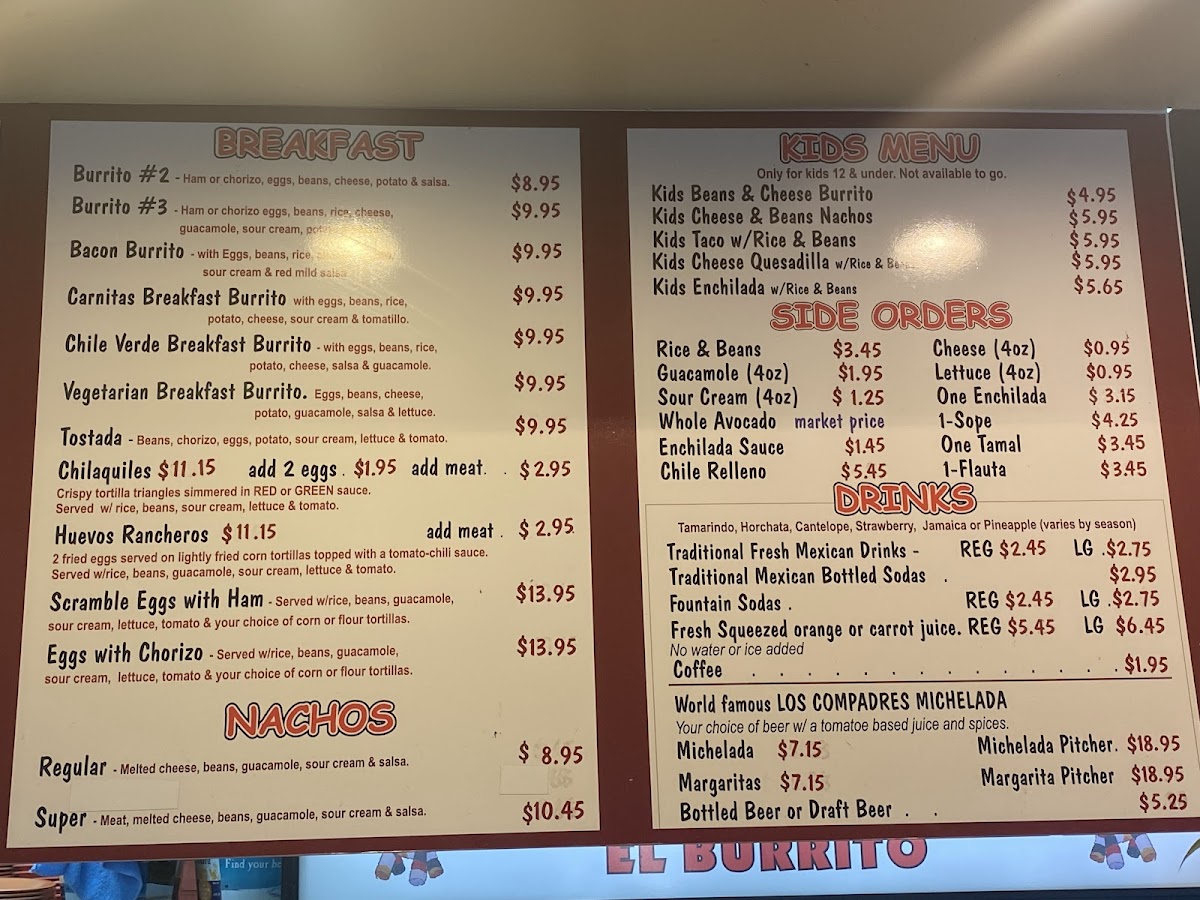 BREAKFAST
Burrito #2 - Ham or chorizo, eggs, beans, cheese, potato & salsa. $8.95
Burrito #3 - Ham or chorizo eggs, beans, rice, cheese, $9.95
guacamole, sour cream,
Bacon Burrito - with Eggs, beans, rice, $9.95
sour cream & red mild salsa
Carnitas Breakfast Burrito with eggs, beans, rice, $9.95
potato, cheese, sour cream & tomatillo.
Chile Verde Breakfast Burrito - with eggs, beans, rice, $9.95
potato, cheese, salsa & guacamole.
Vegetarian Breakfast Burrito. Eggs, beans, cheese, $9.95
potato, guacamole, salsa & lettuce.
Tostada - Beans, chorizo, eggs, potato, sour cream, lettuce & tomato. $9.95
Chilaquiles $11.15 add 2 eggs . $1.95 add meat. . $2.95
Crispy tortilla triangles simmered in RED or GREEN sauce.
Served w/ rice, beans, sour cream, lettuce & tomato.
Huevos Rancheros $11.15 add meat . $2.95
2 fried eggs served on lightly fried corn tortillas topped with a tomato-chili sauce.
Served w/rice, beans, guacamole, sour cream, lettuce & tomato.
Scramble Eggs with Ham - Served w/rice, beans, guacamole, $13.95
sour cream, lettuce, tomato & your choice of corn or flour tortillas.
Eggs with Chorizo - Served w/rice, beans, guacamole, $13.95
sour cream, lettuce, tomato & your choice of corn or flour tortillas.
NACHOS
Regular - Melted cheese, beans, guacamole, sour cream & salsa. $ 8.95
Super - Meat, melted cheese, beans, guacamole, sour cream & salsa. $10.45
KIDS MENU
Only for kids 12 & under. Not available to go.
Kids Beans & Cheese Burrito $4.95
Kids Cheese & Beans Nachos $5.95
Kids Taco w/Rice & Beans $5.95
Kids Cheese Quesadilla w/Rice & Beans $5.95
Kids Enchilada w/Rice & Beans $5.65
SIDE ORDERS
Rice & Beans $3.45 Cheese (4oz) $0.95
Guacamole (4oz) $1.95 Lettuce (4oz) $0.95
Sour Cream (4oz) $ 1.25 One Enchilada $ 3.15
Whole Avocado market price 1-Sope $4.25
Enchilada Sauce $1.45 One Tamal $3.45
Chile Relleno $5.45 1-Flauta $3.45
DRINKS
Tamarindo, Horchata, Cantelope, Strawberry, Jamaica or Pineapple (varies by season)
Traditional Fresh Mexican Drinks - REG $2.45 LG .$2.75
Traditional Mexican Bottled Sodas . $2.95
Fountain Sodas . REG $2.45 LG .$2.75
Fresh Squeezed orange or carrot juice. REG $5.45 LG $6.45
No water or ice added
Coffee . . . . . . . . . . . . . . $1.95
World famous LOS COMPADRES MICHELADA
Your choice of beer w/ a tomatoe based juice and spices.
Michelada $7.15 Michelada Pitcher. $18.95
Margaritas $7.15 Margarita Pitcher $18.95
Bottled Beer or Draft Beer . . $5.25
Find your
EL BURRITO